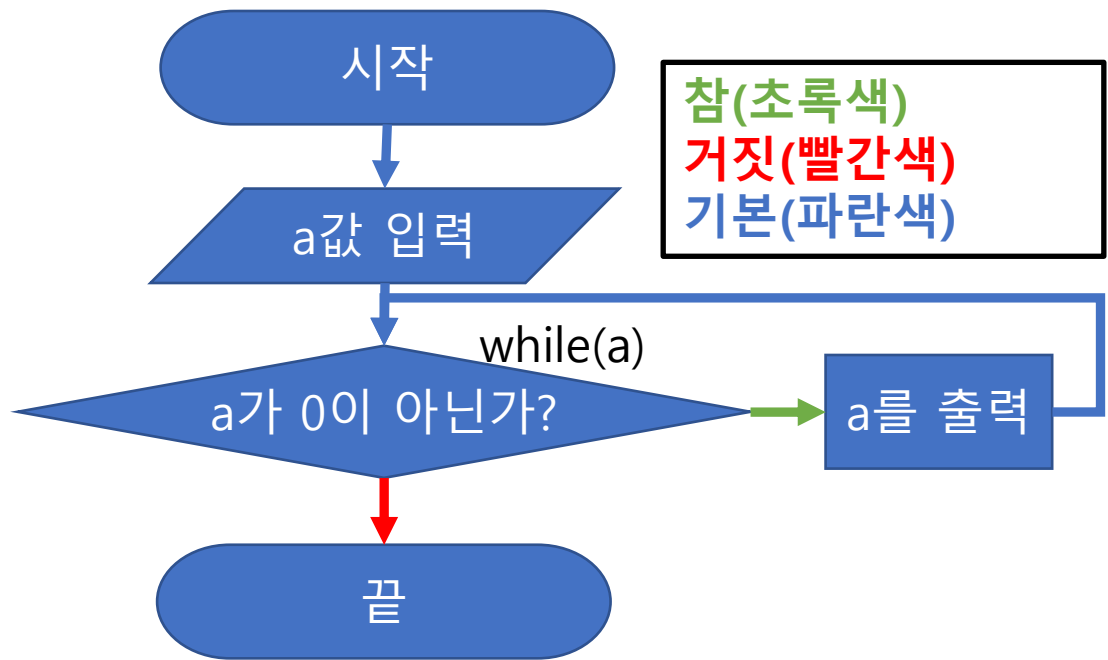 시작
참(초록색)
거짓(빨간색)
기본(파란색)
a값 입력
while(a)
a가 0이 아닌가?
a를 출력
끝